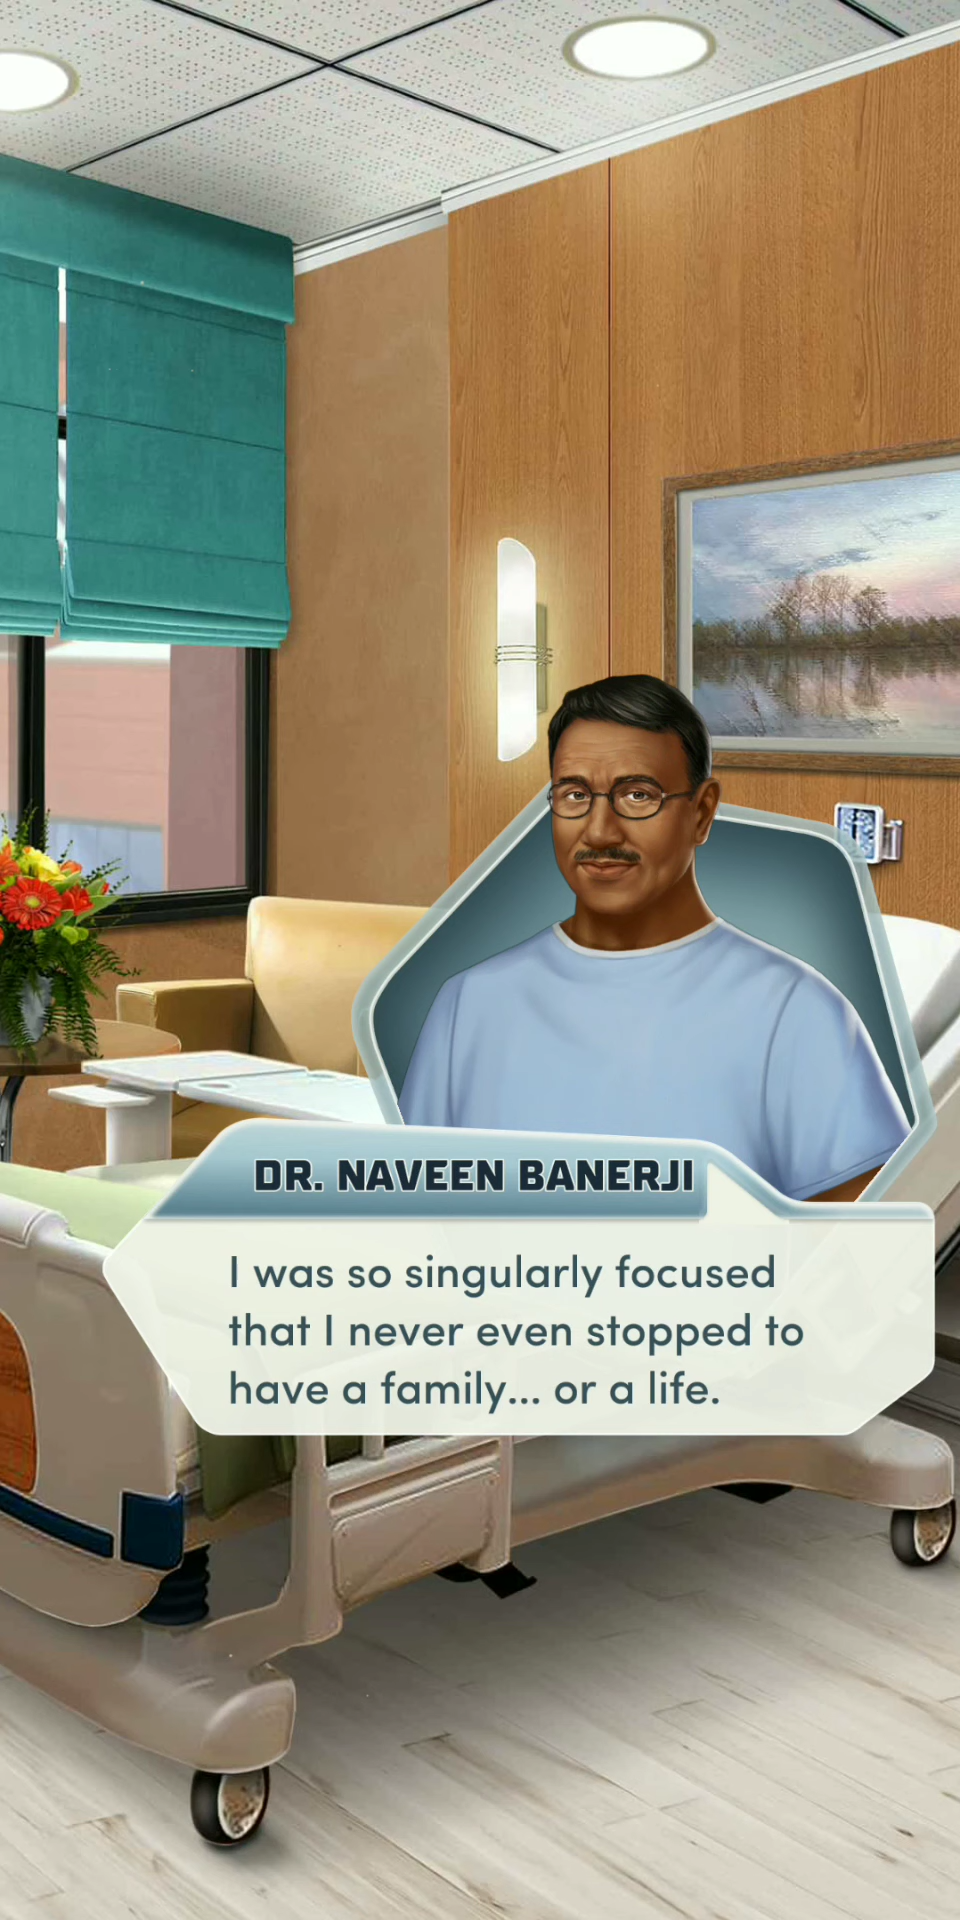 DR. NAVEEN BANERJI
I was so singularly focused
that I never even stopped to
have a family... or a life.